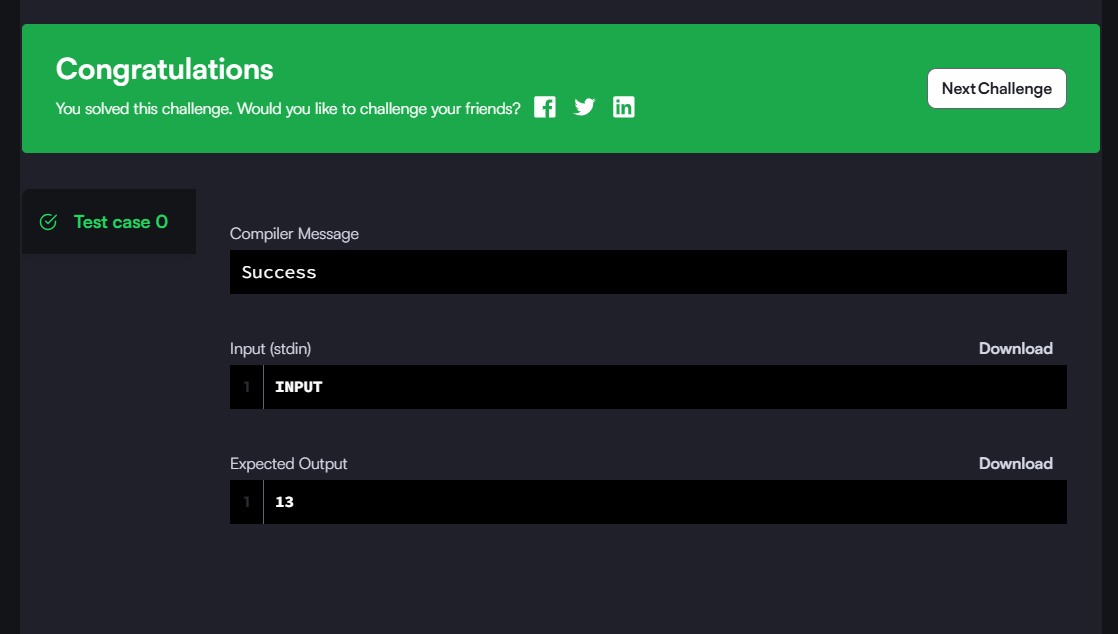 Congratulations
You solved this challenge. Would you like to challenge your friends?
Next Challenge
Test case 0
Compiler Message
Success
Input (stdin)
Download
1 INPUT
Expected Output
Download
1 13